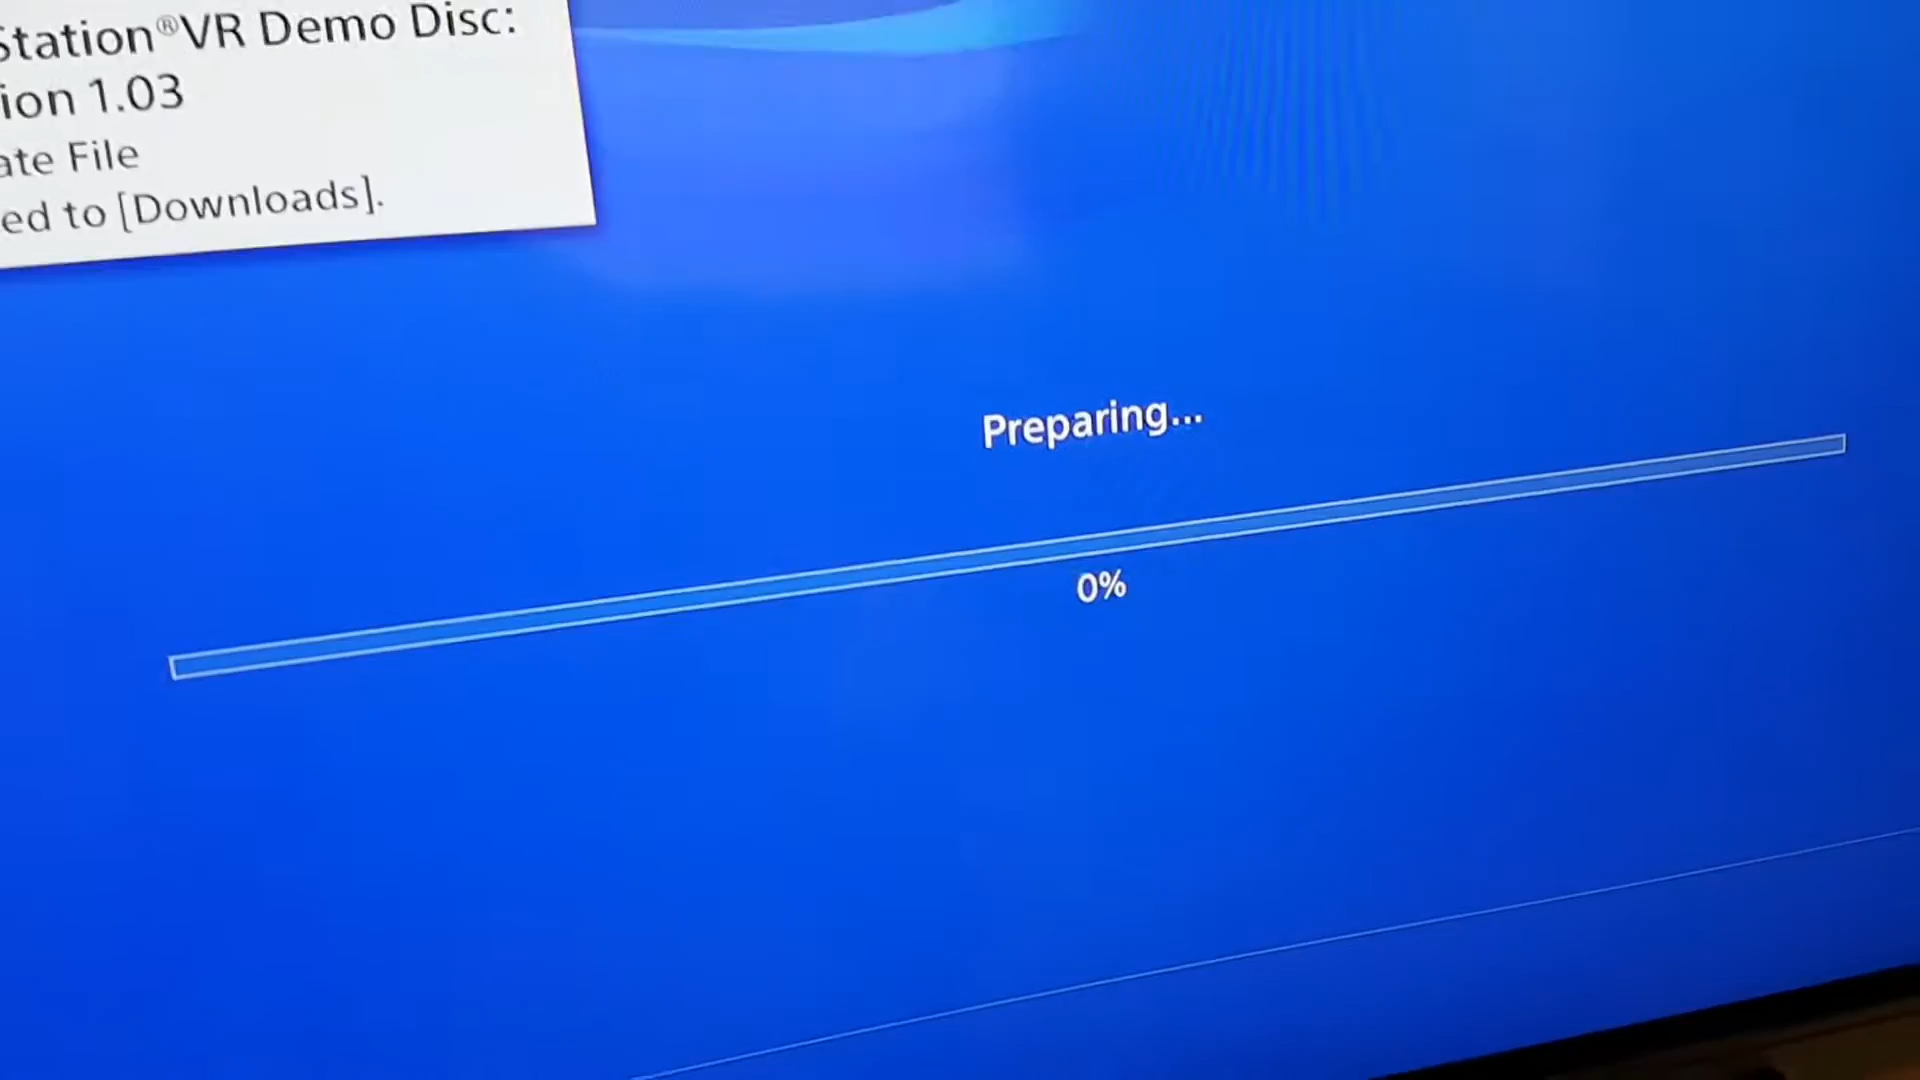 Station®VR Demo Disc:
ion 1.03
ate File
ed to [Downloads].
Preparing...
0%